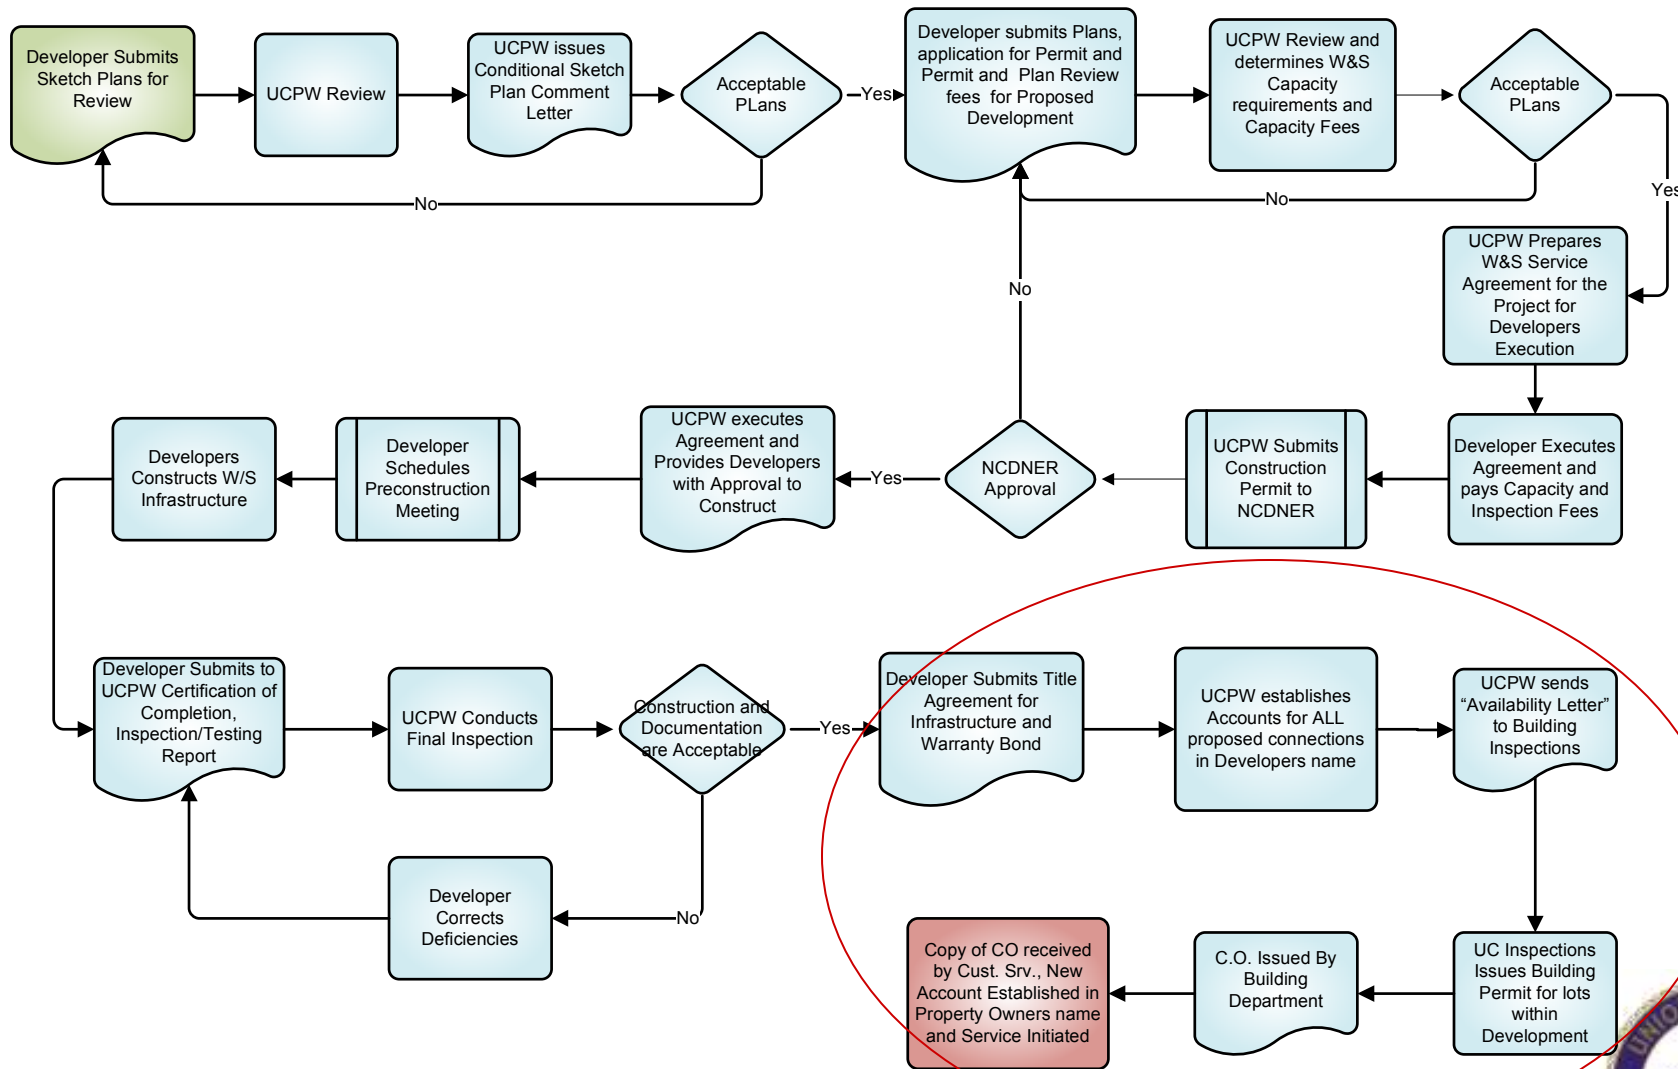 Developer Submits
Sketch Plans for
Review
UCPW Review
UCPW issues
Conditional Sketch
Plan Comment
Letter
Acceptable
PLans
Yes
Developer submits Plans,
application for Permit and
Permit and Plan Review
fees for Proposed
Development
UCPW Review and
determines W&S
Capacity
requirements and
Capacity Fees
Acceptable
PLans
Yes
No
No
UCPW Prepares
W&S Service
Agreement for the
Project for
Developers
Execution
No
Developer Executes
Agreement and
pays Capacity and
Inspection Fees
UCPW Submits
Construction
Permit to
NCDNER
NCDNER
Approval
Yes
UCPW executes
Agreement and
Provides Developers
with Approval to
Construct
Developer
Schedules
Preconstruction
Meeting
Developers
Constructs W/S
Infrastructure
Developer Submits to
UCPW Certification of
Completion,
Inspection/Testing
Report
UCPW Conducts
Final Inspection
Construction and
Documentation
are Acceptable
Yes
Developer Submits Title
Agreement for
Infrastructure and
Warranty Bond
UCPW establishes
Accounts for ALL
proposed connections
in Developers name
UCPW sends
“Availability Letter”
to Building
Inspections
No
Developer
Corrects
Deficiencies
UC Inspections
Issues Building
Permit for lots
within
Development
C.O. Issued By
Building
Department
Copy of CO received
by Cust. Srv., New
Account Established in
Property Owners name
and Service Initiated